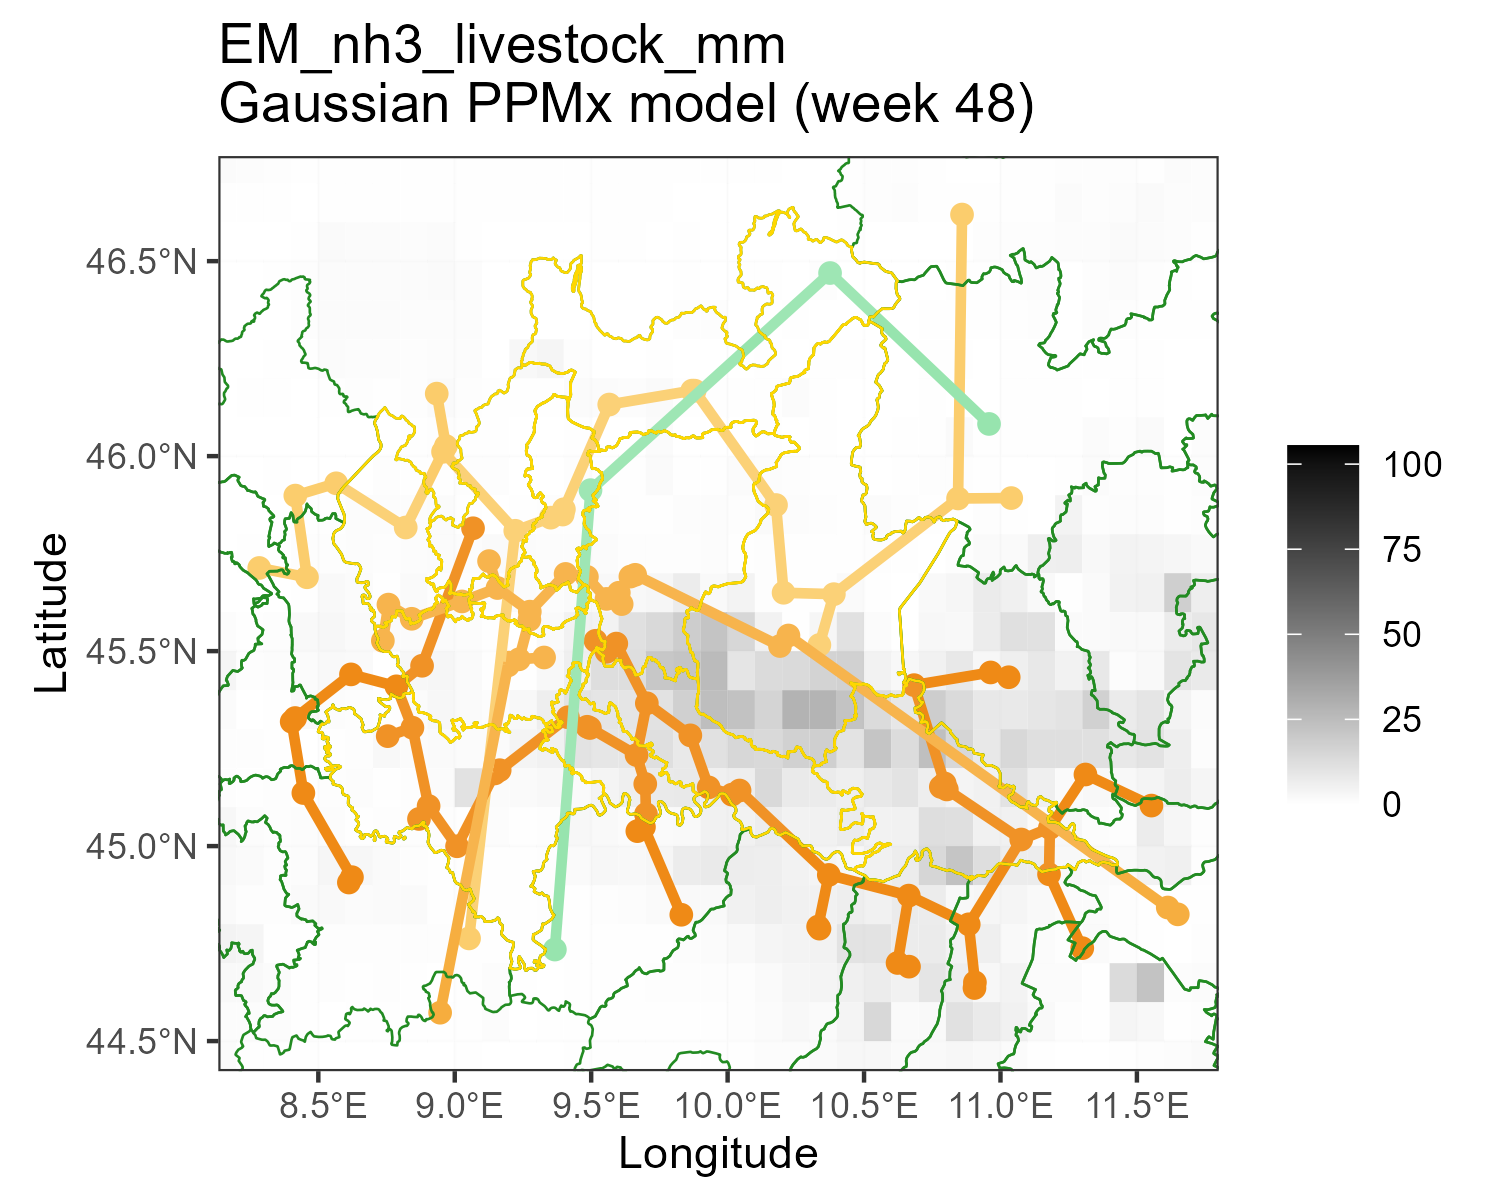 EM_nh3_livestock_mm
Gaussian PPMx model (week 48)
46.5°N
46.0°N
45.5°N
45.0°N
44.5°N
Latitude
8.5°E 9.0°E 9.5°E 10.0°E 10.5°E 11.0°E 11.5°E
Longitude
100
75
50
25
0